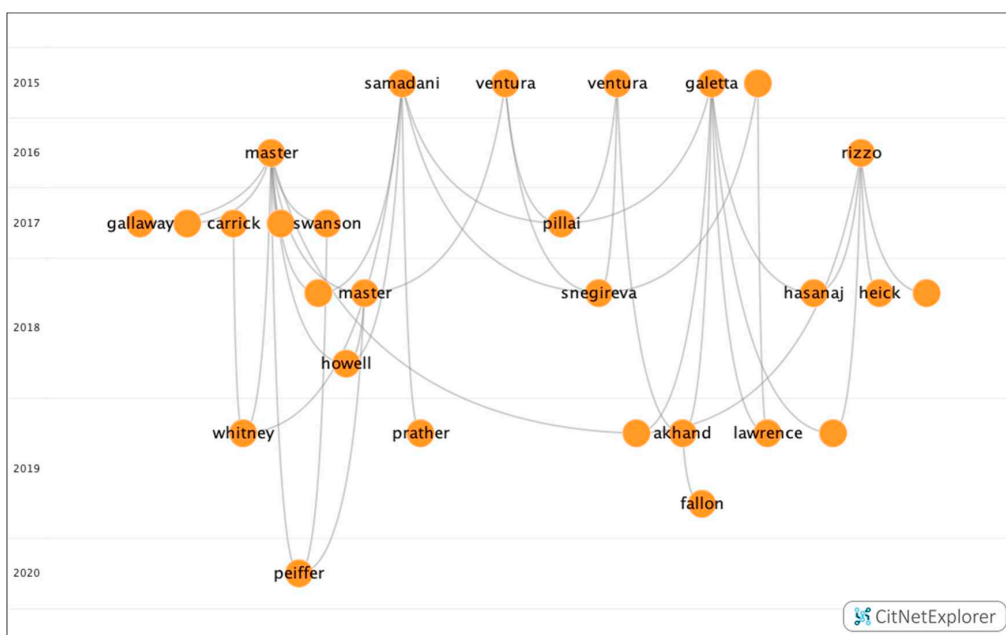 2015
samadani ventura ventura galetta
2016
master rizzo
2017
gallaway carrick swanson pillai
master snegireva hasanaj heick
2018
howell
whitney prather akhand lawrence
2019
fallon
2020
peiffer
CitNetExplorer